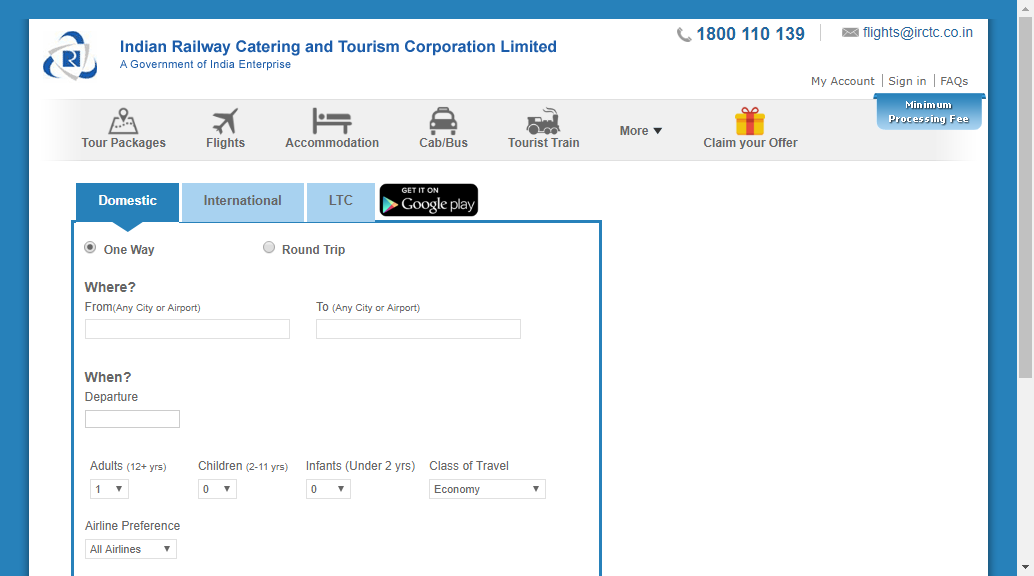 1800 110 139
flights@irctc.co.in
Indian Railway Catering and Tourism Corporation Limited
A Government of India Enterprise
My Account Sign in FAQs
Minimum
Processing Fee
Tour Packages Flights Accommodation Cab/Bus Tourist Train More Claim your Offer
Domestic International LTC
GET IT ON
Google play
One Way Round Trip
Where?
From(Any City or Airport) To (Any City or Airport)
When?
Departure
Adults (12+ yrs) Children (2-11 yrs) Infants (Under 2 yrs) Class of Travel
1 0 0 Economy
Airline Preference
All Airlines